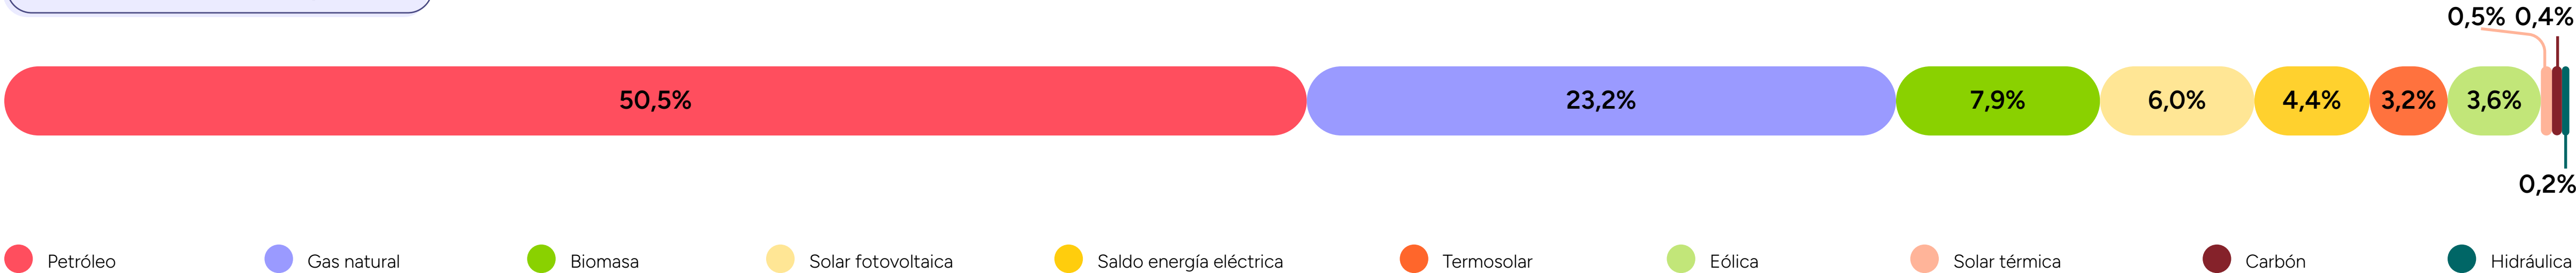 0,5% 0,4%
50,5% 23,2% 7,9% 6,0% 4,4% 3,2% 3,6%
0,2%
Petróleo Gas natural Biomasa Solar fotovoltaica Saldo energía eléctrica Termosolar Eólica Solar térmica Carbón Hidráulica